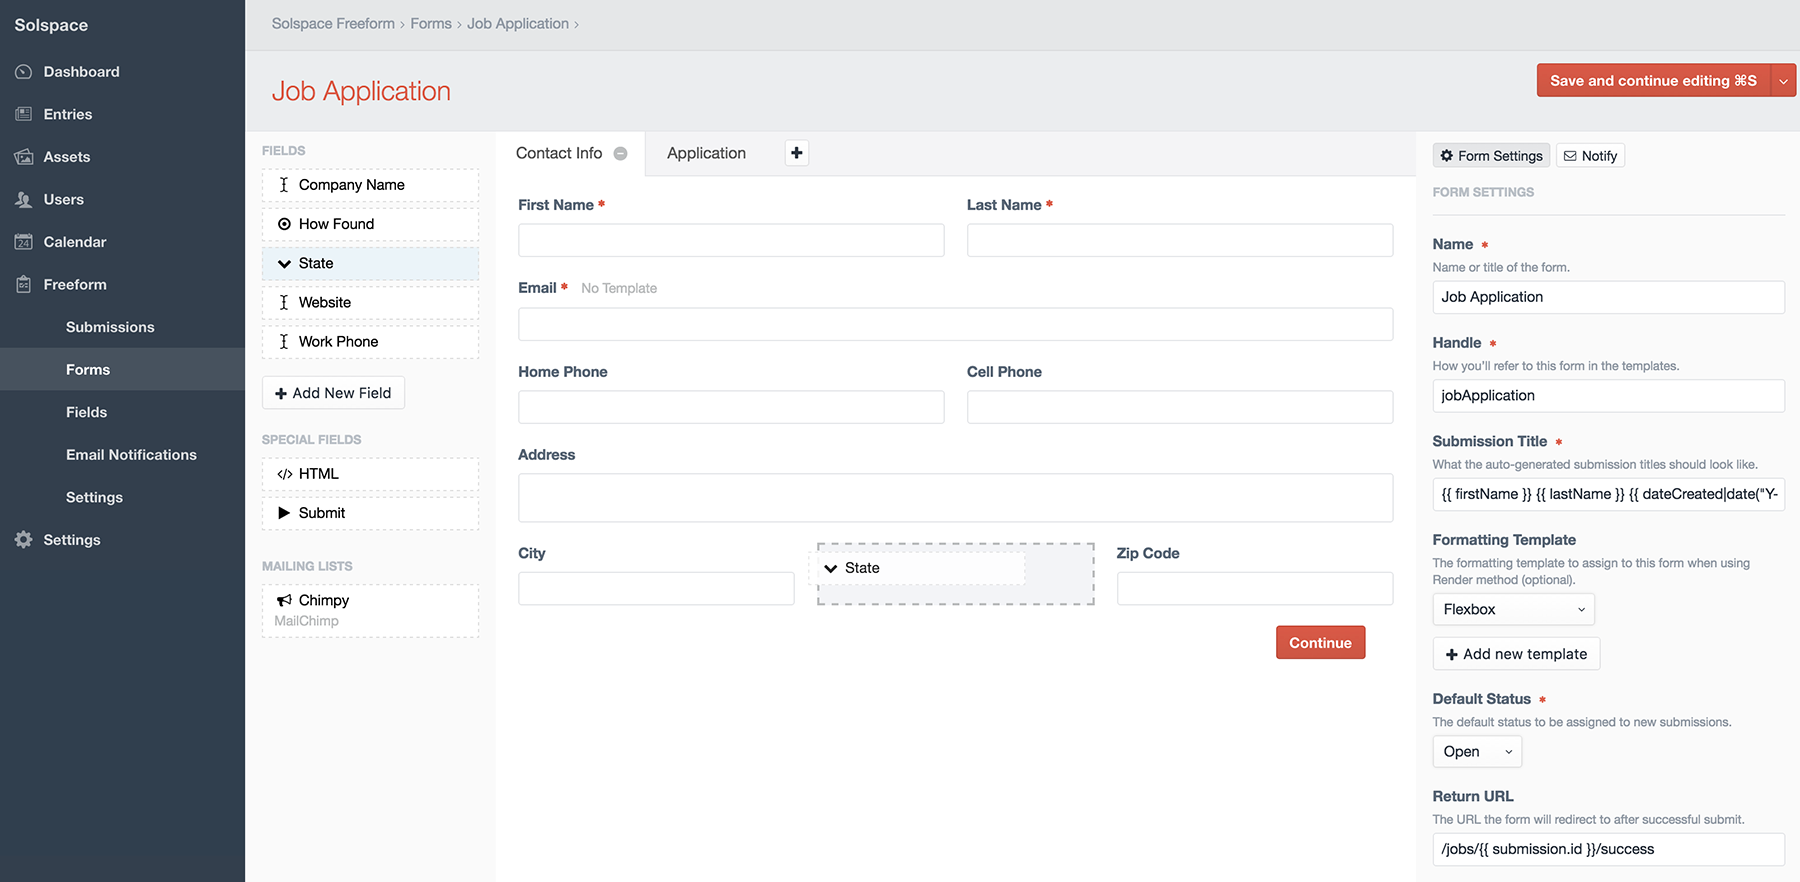 Solspace
Dashboard
Entries
Assets
Users
24 Calendar
Freeform
Submissions
Forms
Fields
Email Notifications
Settings
Settings
Solspace Freeform › Forms › Job Application ›
Job Application
Save and continue editing ⌘S
FIELDS
Company Name
How Found
State
Website
Work Phone
+ Add New Field
SPECIAL FIELDS
</> HTML
Submit
MAILING LISTS
Chimpy
MailChimp
Contact Info
Application
+
First Name *
Last Name *
Email * No Template
Home Phone
Cell Phone
Address
City
State
Zip Code
Continue
Form Settings
Notify
FORM SETTINGS
Name *
Name or title of the form.
Job Application
Handle *
How you'll refer to this form in the templates.
jobApplication
Submission Title *
What the auto-generated submission titles should look like.
{{ firstName }} {{ lastName }} {{ dateCreated|date("Y-
Formatting Template
The formatting template to assign to this form when using
Render method (optional).
Flexbox
+ Add new template
Default Status *
The default status to be assigned to new submissions.
Open
Return URL
The URL the form will redirect to after successful submit.
/jobs/{{ submission.id }}/success